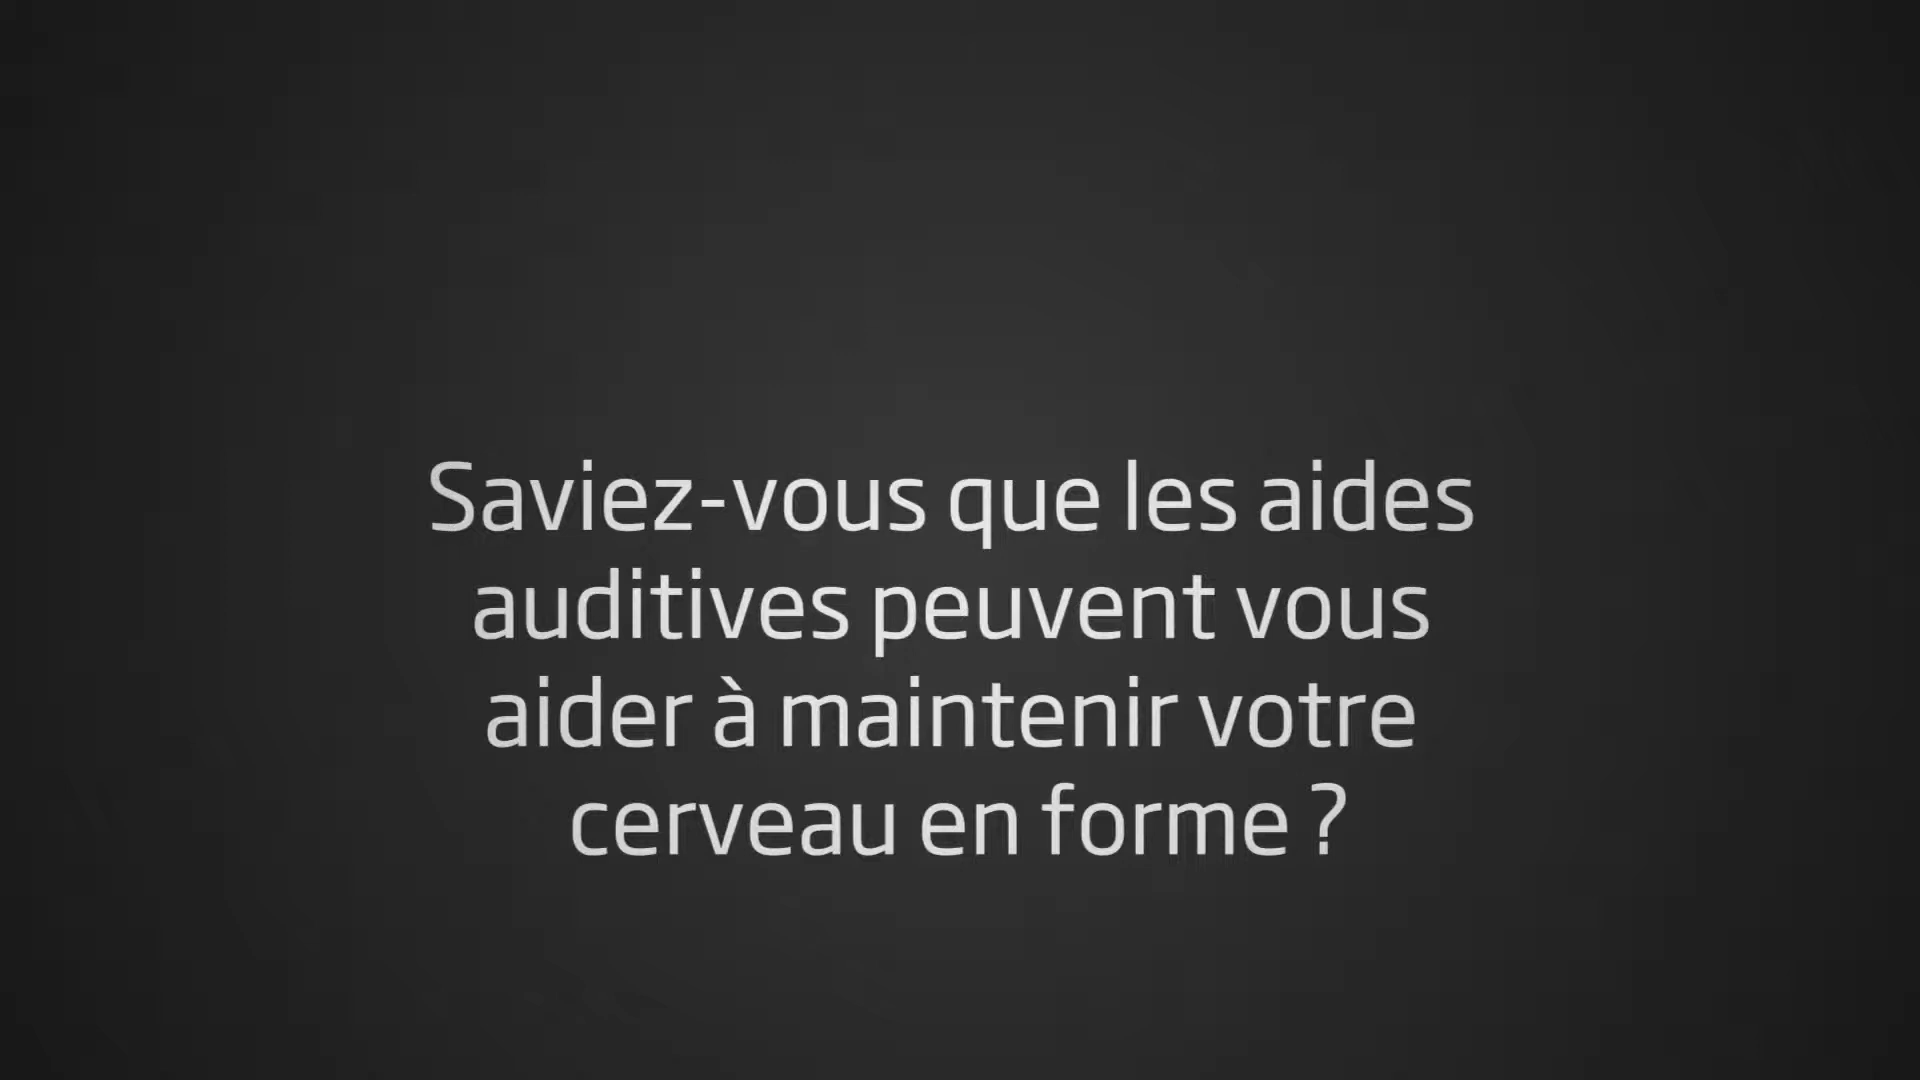 Saviez-vous que les aides
auditives peuvent vous
aider à maintenir votre
cerveau en forme ?